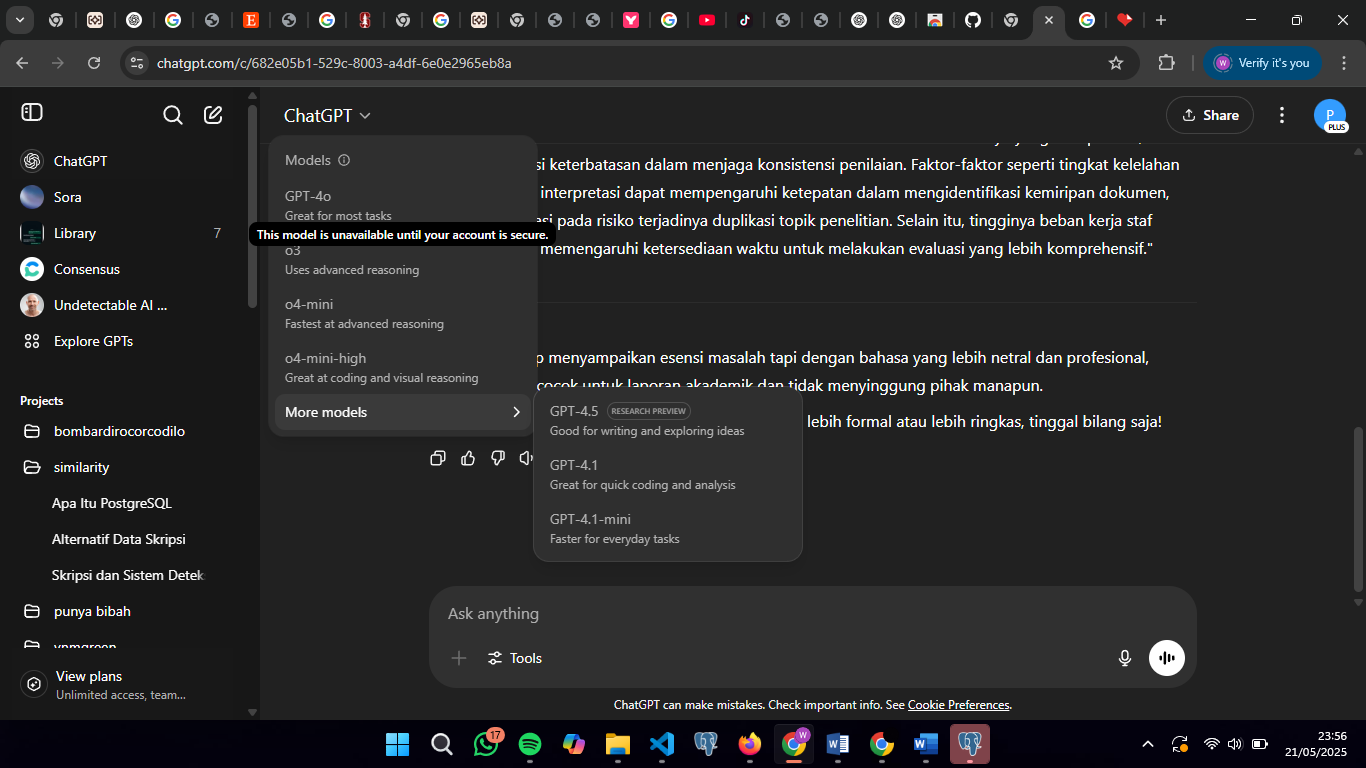 chatgpt.com/c/682e05b1-529c-8003-a4df-6e0e2965eb8a
W
Verify it's you
ChatGPT
Share
P
PLUS
ChatGPT
Sora
Library 7
Consensus
Undetectable AI ...
Explore GPTs
Projects
bombardirocorcodilo
similarity
Apa Itu PostgreSQL
Alternatif Data Skripsi
Skripsi dan Sistem Detek
punya bibah
View plans
Unlimited access, team...
Models
GPT-4o
Great for most tasks
This model is unavailable until your account is secure.
o3
Uses advanced reasoning
o4-mini
Fastest at advanced reasoning
o4-mini-high
Great at coding and visual reasoning
More models
GPT-4.5 RESEARCH PREVIEW
Good for writing and exploring ideas
GPT-4.1
Great for quick coding and analysis
GPT-4.1-mini
Faster for everyday tasks
keterbatasan dalam menjaga konsistensi penilaian. Faktor-faktor seperti tingkat kelelahan
interpretasi dapat mempengaruhi ketepatan dalam mengidentifikasi kemiripan dokumen,
pada risiko terjadinya duplikasi topik penelitian. Selain itu, tingginya beban kerja staf
memengaruhi ketersediaan waktu untuk melakukan evaluasi yang lebih komprehensif."
menyampaikan esensi masalah tapi dengan bahasa yang lebih netral dan profesional,
cocok untuk laporan akademik dan tidak menyinggung pihak manapun.
lebih formal atau lebih ringkas, tinggal bilang saja!
Ask anything
Tools
ChatGPT can make mistakes. Check important info. See Cookie Preferences.
17
W
23:56
21/05/2025